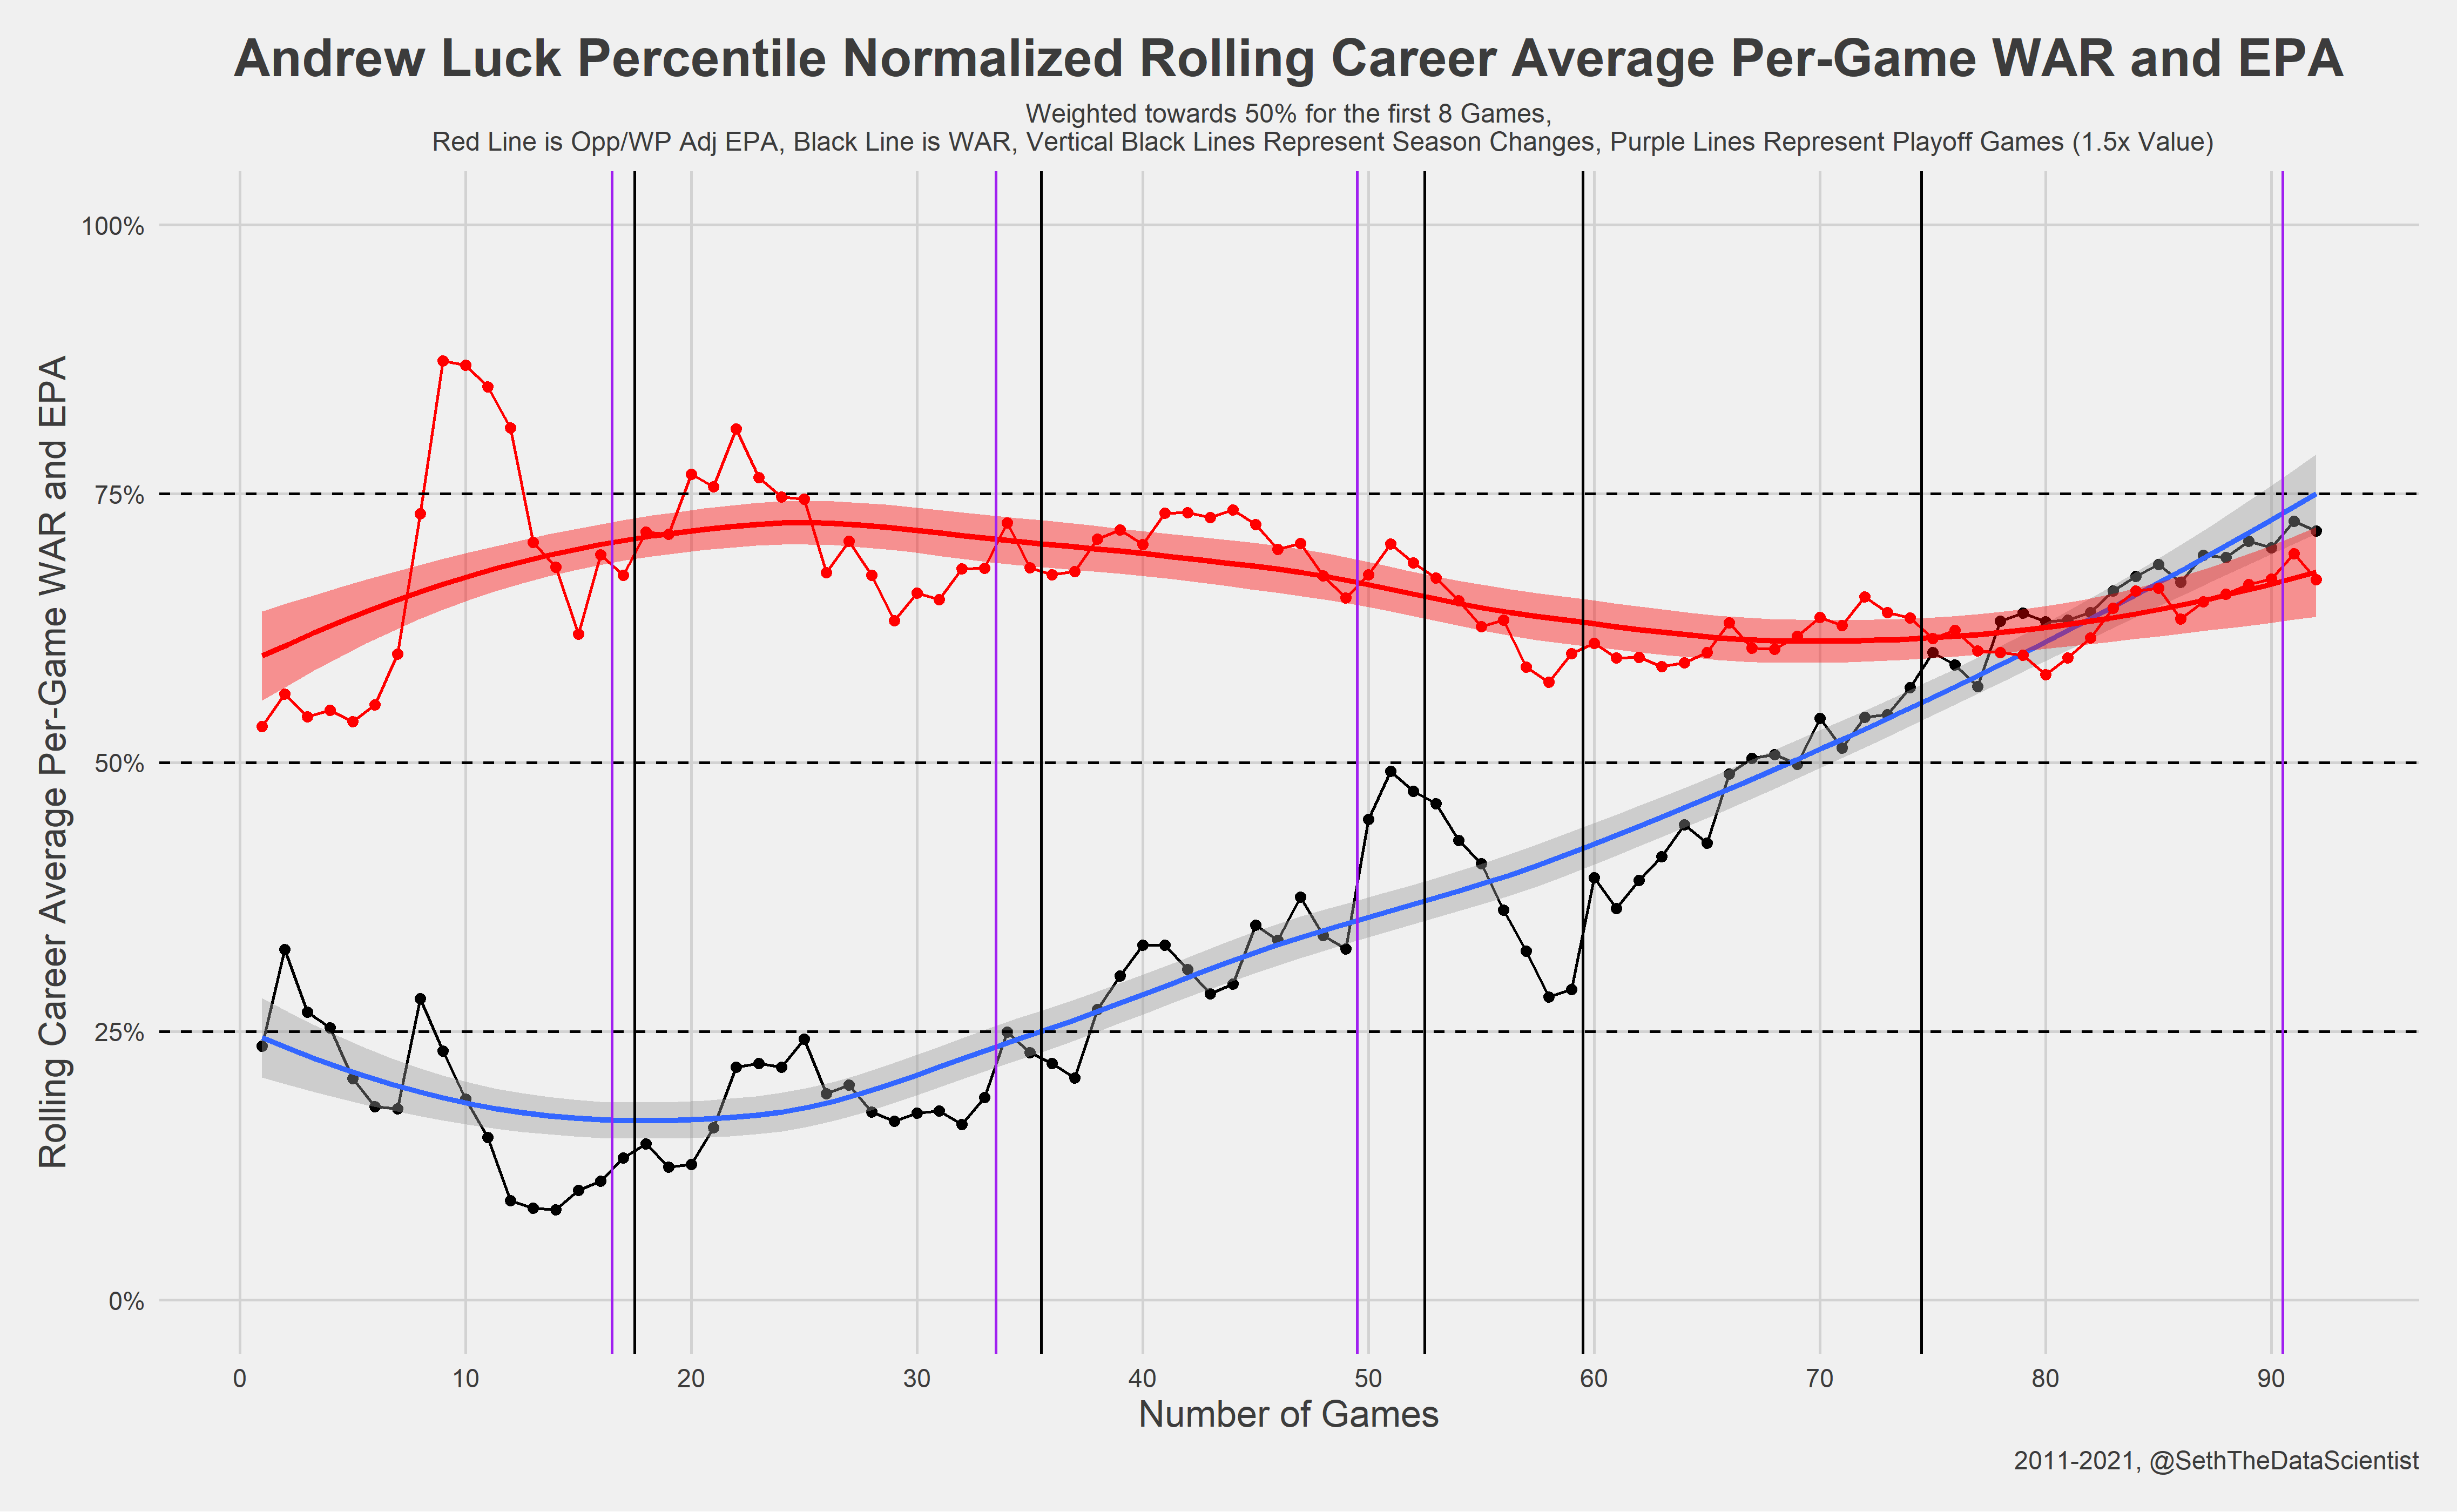 Andrew Luck Percentile Normalized Rolling Career Average Per-Game WAR and EPA
Weighted towards 50% for the first 8 Games,
Red Line is Opp/WP Adj EPA, Black Line is WAR, Vertical Black Lines Represent Season Changes, Purple Lines Represent Playoff Games (1.5x Value)
Rolling Career Average Per-Game WAR and EPA
100%
75%
50%
25%
0%
0 10 20 30 40 50 60 70 80 90
Number of Games
2011-2021, @SethTheDataScientist